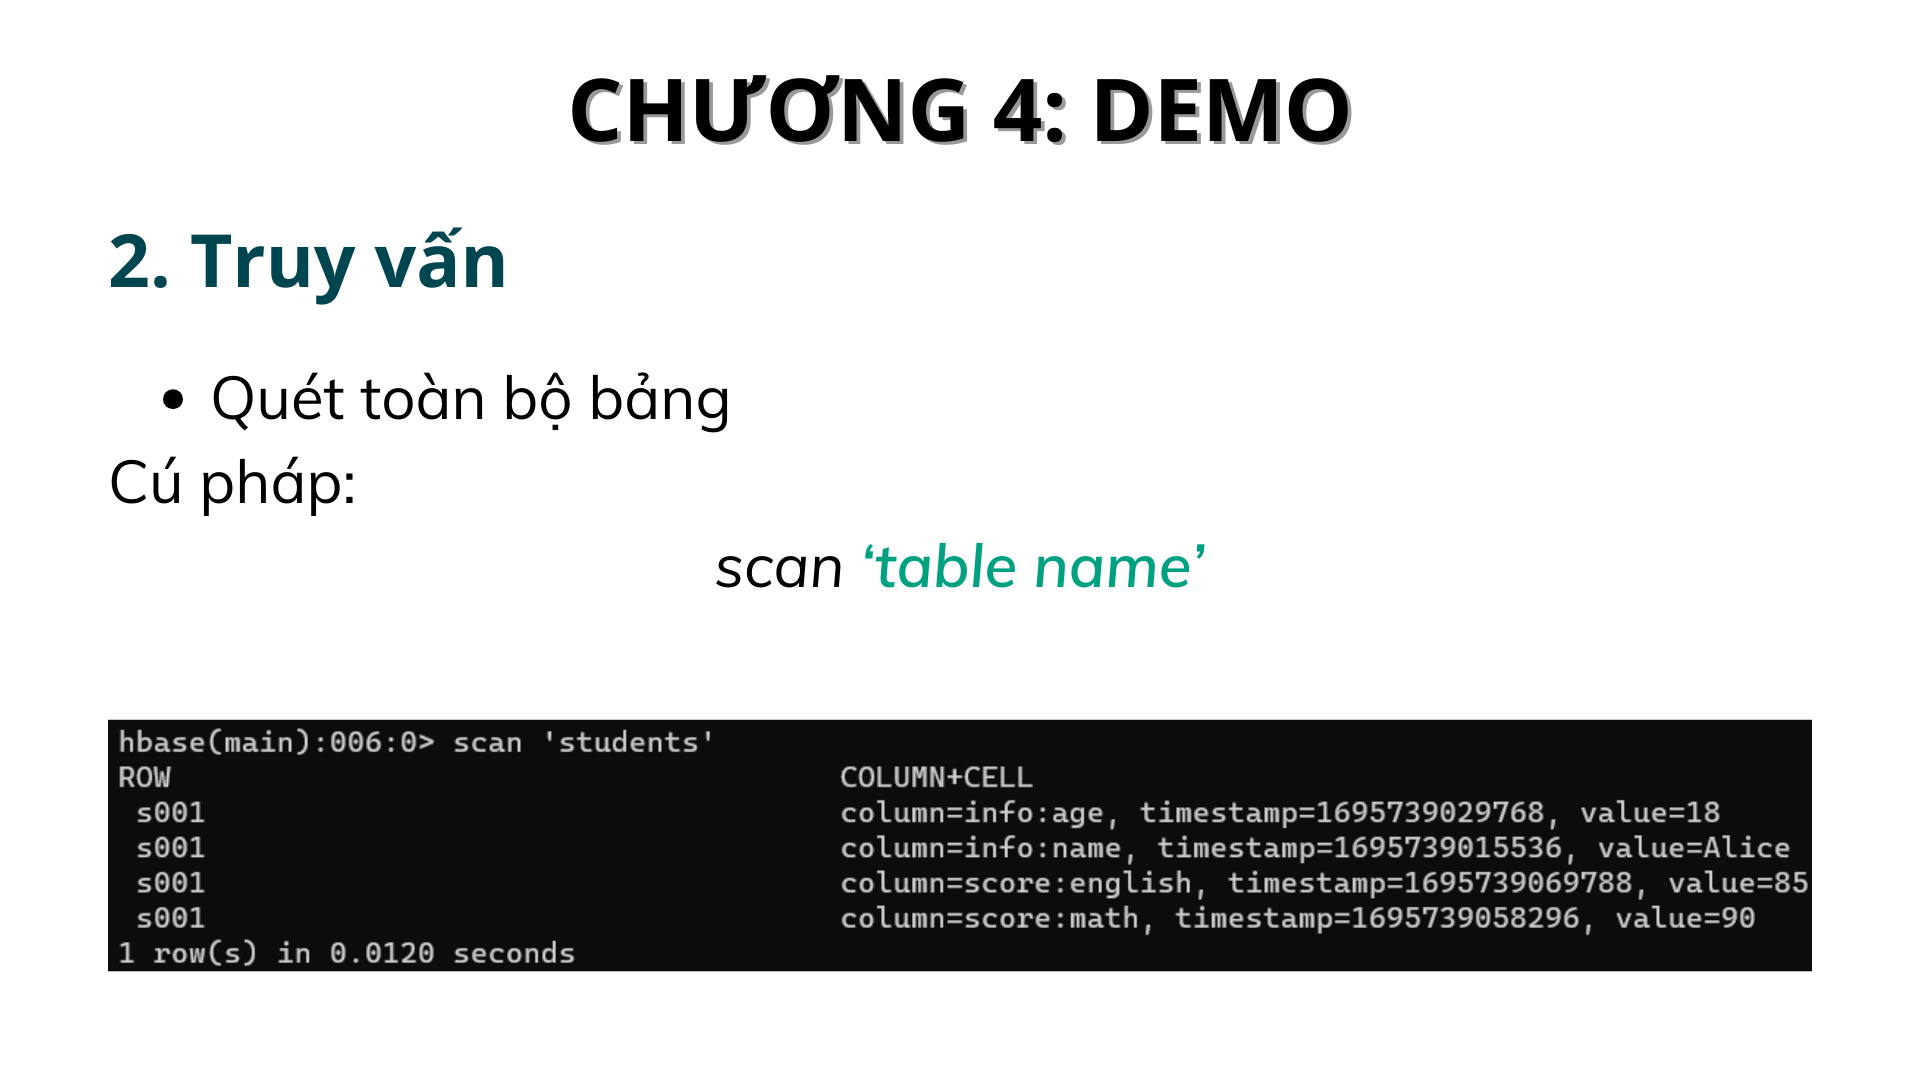 CHƯƠNG 4: DEMO
2. Truy vấn
• Quét toàn bộ bảng
Cú pháp:
scan ‘table name’
hbase(main):006:0> scan 'students'
ROW COLUMN+CELL
s001 column=info:age, timestamp=1695739029768, value=18
s001 column=info:name, timestamp=1695739015536, value=Alice
s001 column=score:english, timestamp=1695739069788, value=85
s001 column=score:math, timestamp=1695739058296, value=90
1 row(s) in 0.0120 seconds